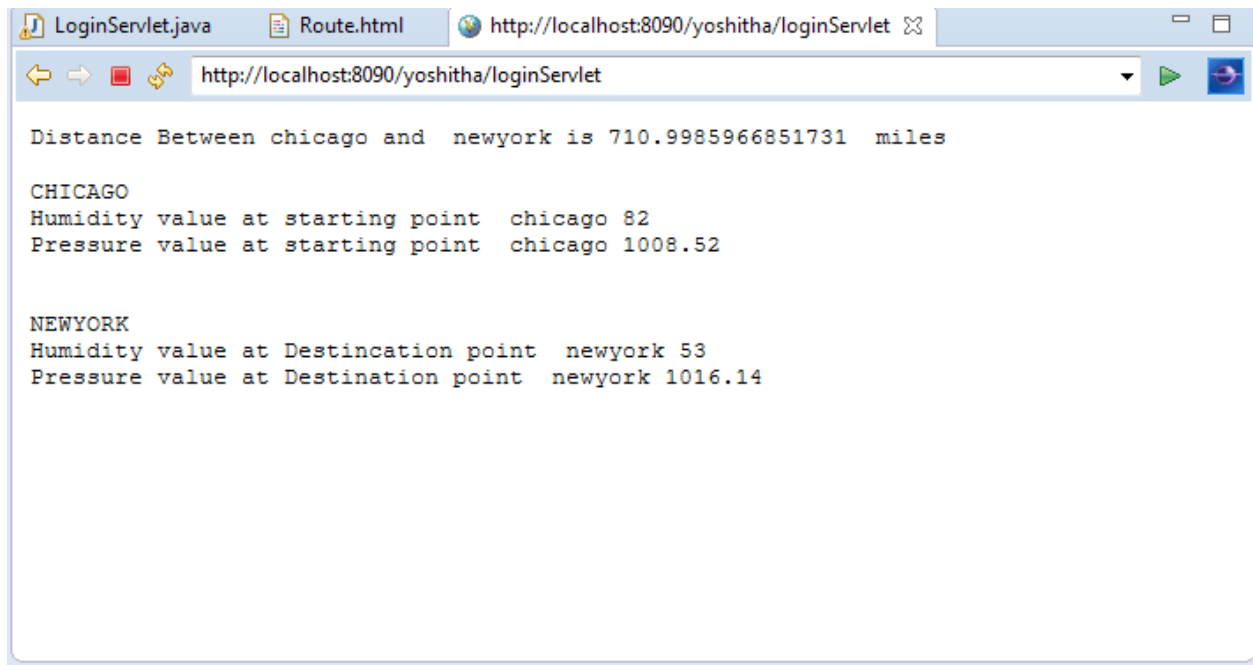 LoginServlet.java Route.html http://localhost:8090/yoshitha/loginServlet
http://localhost:8090/yoshitha/loginServlet
Distance Between chicago and  newyork is 710.9985966851731  miles
CHICAGO
Humidity value at starting point  chicago 82
Pressure value at starting point  chicago 1008.52
NEWYORK
Humidity value at Destincation point  newyork 53
Pressure value at Destination point  newyork 1016.14